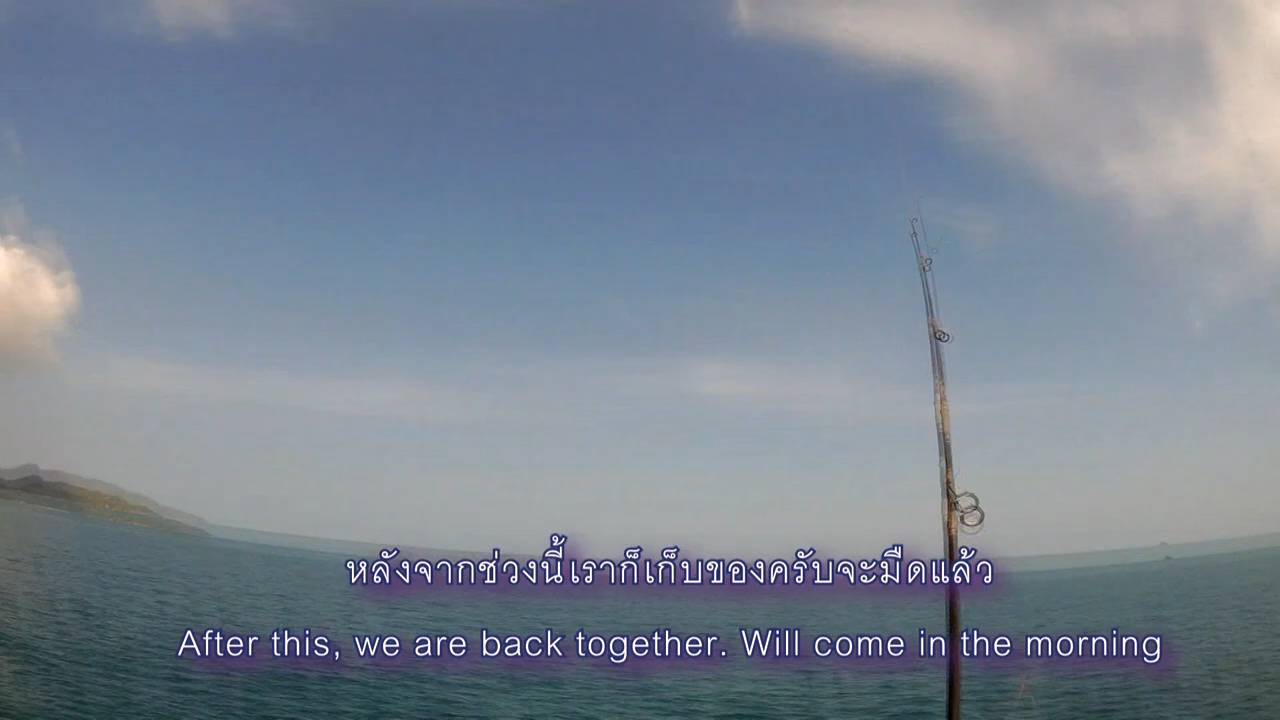 หลังจากช่วงนี้เราก็เก็บของครับจะมืดแล้ว
After this, we are back together. Will come in the morning